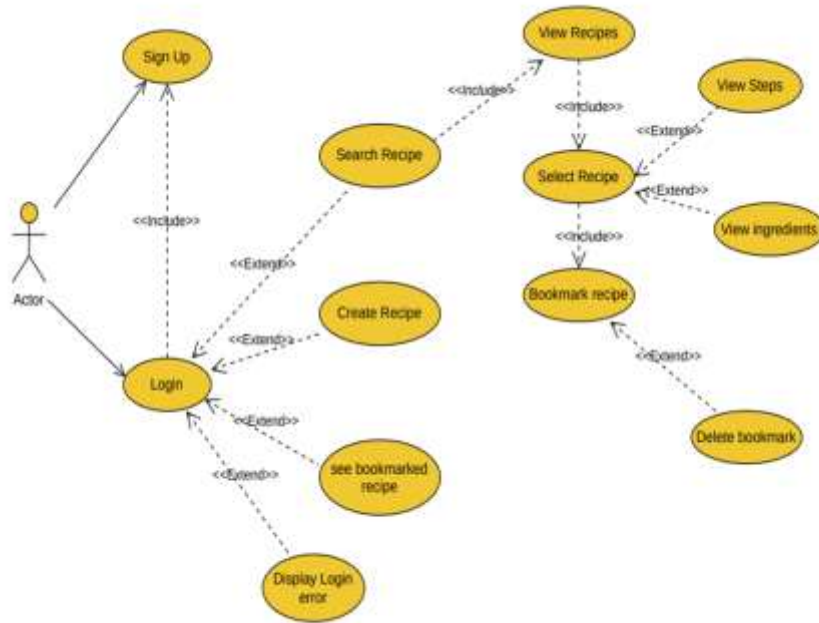 View Recipes
Sign Up
View Steps
<<Include>>
<<Include>>
<<Extend>>
Search Recipe
Select Recipe
<<Extend>>
<<Include>>
View ingredients
<<Include>>
<<Extend>>
Actor
Create Recipe
Bookmark recipe
<<Extend>>
<<Extend>>
Login
<<Extend>>
Delete bookmark
see bookmarked
recipe
<<Extend>>
Display Login
error